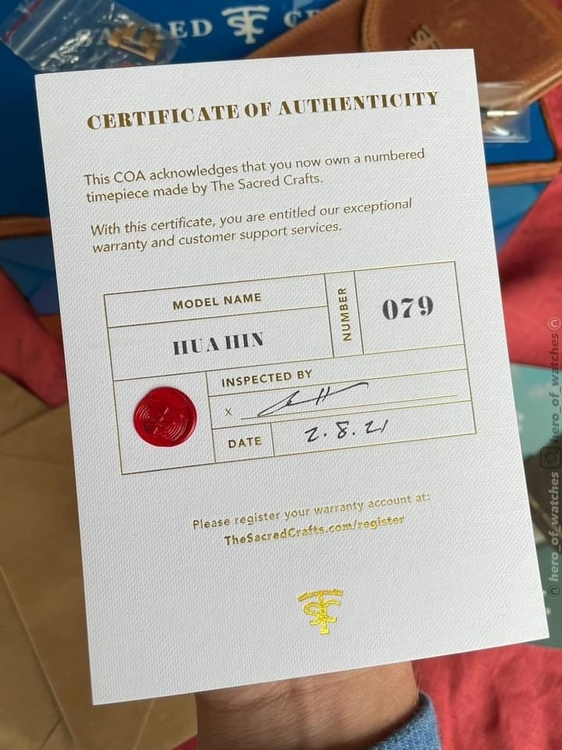 CERTIFICATE OF AUTHENTICITY
This COA acknowledges that you now own a numbered
timepiece made by The Sacred Crafts.
With this certificate, you are entitled our exceptional
warranty and customer support services.
MODEL NAME
HUA HIN
NUMBER
079
INSPECTED BY
X
DATE
2.8.21
Please register your warranty account at:
TheSacredCrafts.com/register
© hero_of_watches
hero_of_watches ©